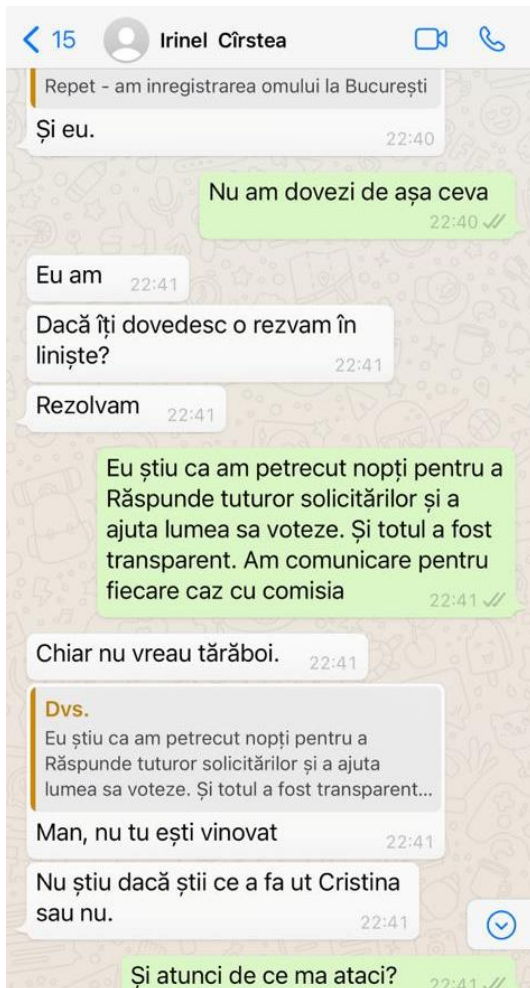 15
Irinel Cîrstea
Repet - am inregistrarea omului la București
Și eu.
22:40
Nu am dovezi de așa ceva
22:40
Eu am
22:41
Dacă îți dovedesc o rezvam în
liniște?
22:41
Rezolvam
22:41
Eu știu ca am petrecut nopți pentru a
Răspunde tuturor solicitărilor și a
ajuta lumea sa voteze. Și totul a fost
transparent. Am comunicare pentru
fiecare caz cu comisia
22:41
Chiar nu vreau tărăboi.
22:41
Dvs.
Eu știu ca am petrecut nopți pentru a
Răspunde tuturor solicitărilor și a ajuta
lumea sa voteze. Și totul a fost transparent...
Man, nu tu ești vinovat
22:41
Nu știu dacă știi ce a fa ut Cristina
sau nu.
22:41
Și atunci de ce ma ataci?
22:41